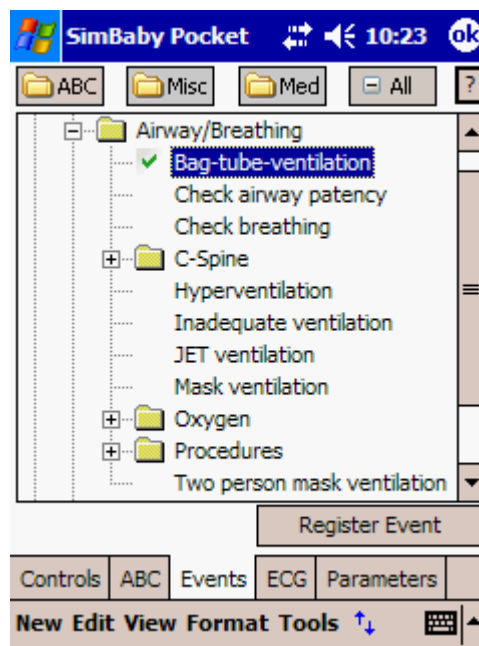 SimBaby Pocket 10:23 ok
ABC Misc Med All ?
Airway/Breathing
Bag-tube-ventilation
Check airway patency
Check breathing
C-Spine
Hyperventilation
Inadequate ventilation
JET ventilation
Mask ventilation
Oxygen
Procedures
Two person mask ventilation
Register Event
Controls ABC Events ECG Parameters
New Edit View Format Tools